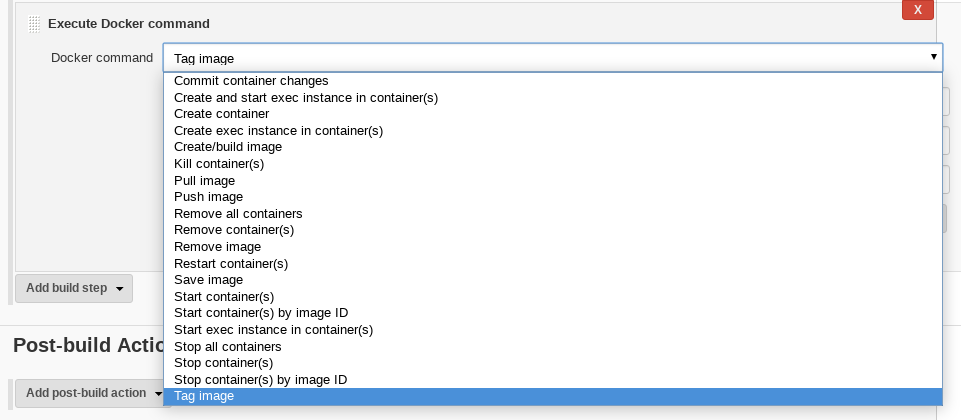 X
Execute Docker command
Docker command Tag image
Commit container changes
Create and start exec instance in container(s)
Create container
Create exec instance in container(s)
Create/build image
Kill container(s)
Pull image
Push image
Remove all containers
Remove container(s)
Remove image
Restart container(s)
Save image
Start container(s)
Start container(s) by image ID
Start exec instance in container(s)
Stop all containers
Stop container(s)
Stop container(s) by image ID
Tag image
Add build step
Post-build Actio
Add post-build action